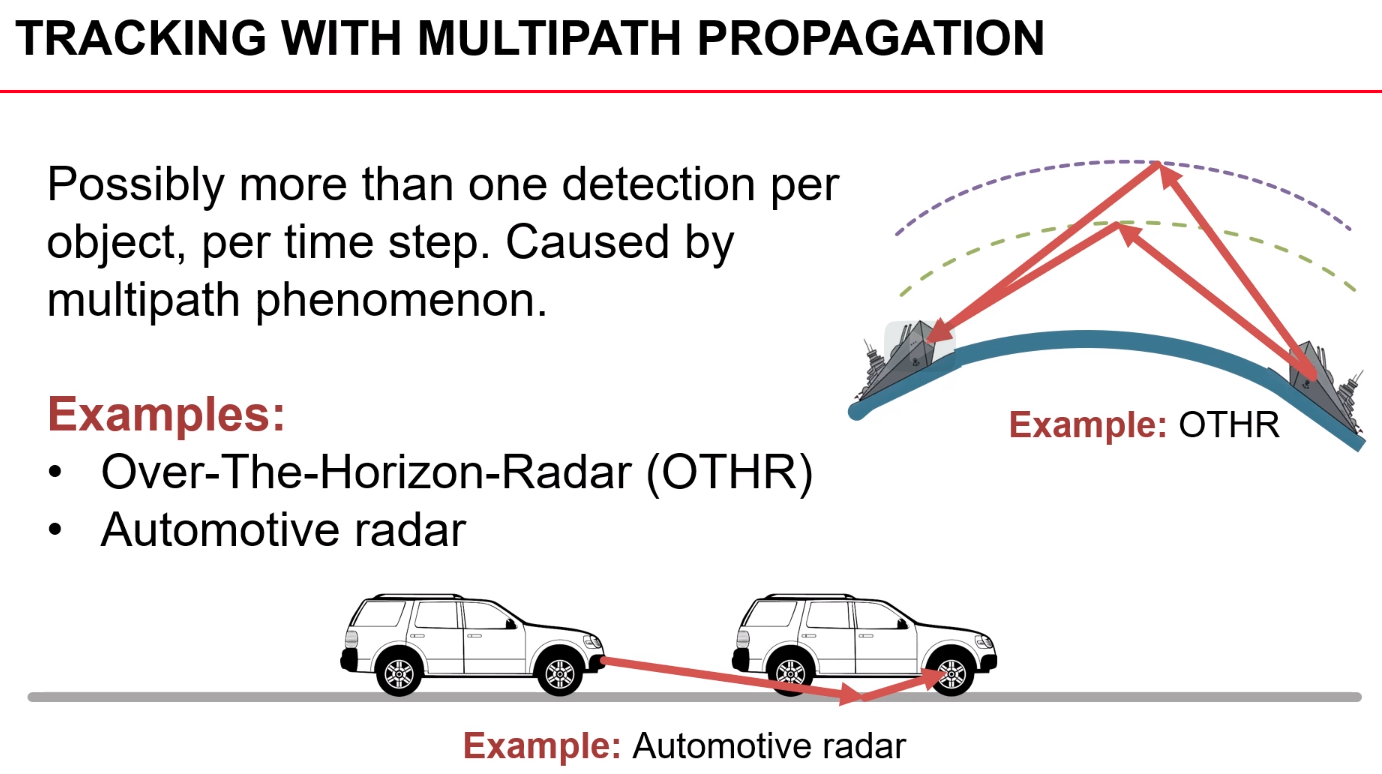 TRACKING WITH MULTIPATH PROPAGATION
Possibly more than one detection per
object, per time step. Caused by
multipath phenomenon.
Examples:
• Over-The-Horizon-Radar (OTHR)
• Automotive radar
Example: OTHR
Example: Automotive radar